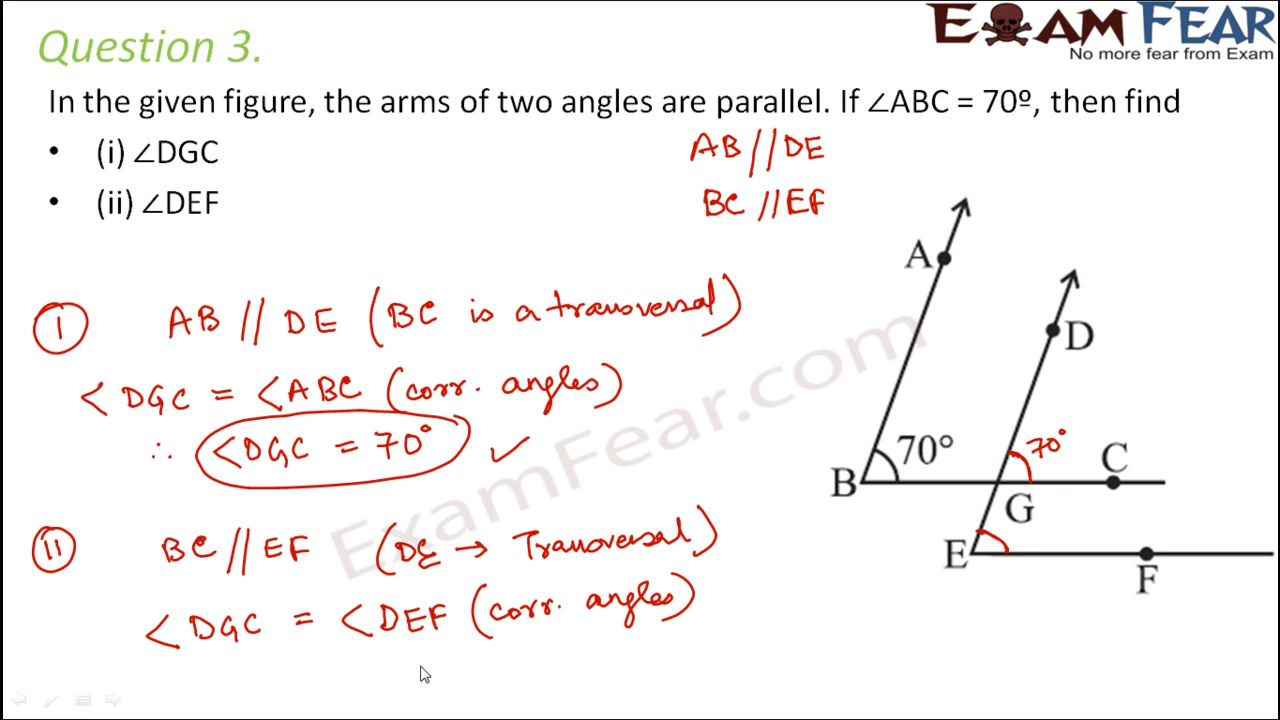 Question 3.
EXAM FEAR
No more fear from Exam
In the given figure, the arms of two angles are parallel. If ∠ABC = 70º, then find
• (i) ∠DGC
• (ii) ∠DEF
AB // DE
BC // EF
A
D
70°
70°
B
C
G
E
F
I AB // DE (BC is a transversal)
<DGC = <ABC (corr. angles)
∴ <DGC = 70° ✓
II BC // EF (DE → Transversal)
<DGC = <DEF (corr. angles)
ExamFear.com